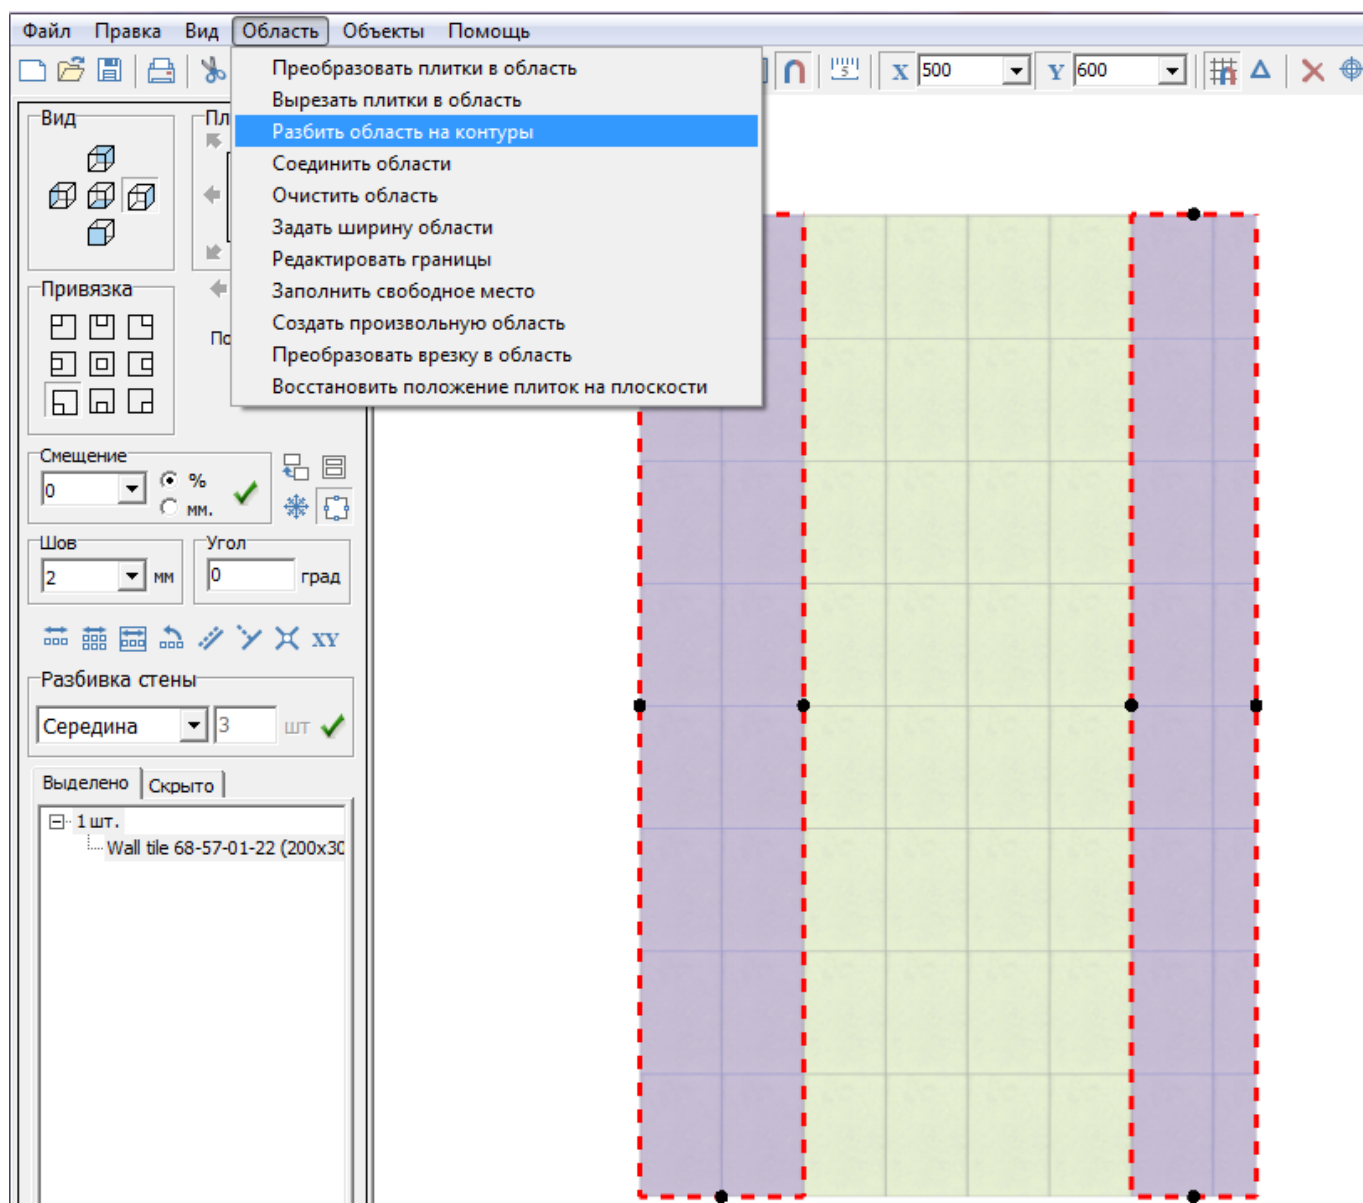 Файл Правка Вид Область Объекты Помощь
X 500 Y 600
5
Преобразовать плитки в область
Вырезать плитки в область
Разбить область на контуры
Соединить области
Очистить область
Задать ширину области
Редактировать границы
Заполнить свободное место
Создать произвольную область
Преобразовать врезку в область
Восстановить положение плиток на плоскости
Вид
Пл
Привязка
По
Смещение
0 % мм.
Шов
2 мм
Угол
0 град
XY
Разбивка стены
Середина 3 шт
Выделено Скрыто
1 шт.
Wall tile 68-57-01-22 (200x30